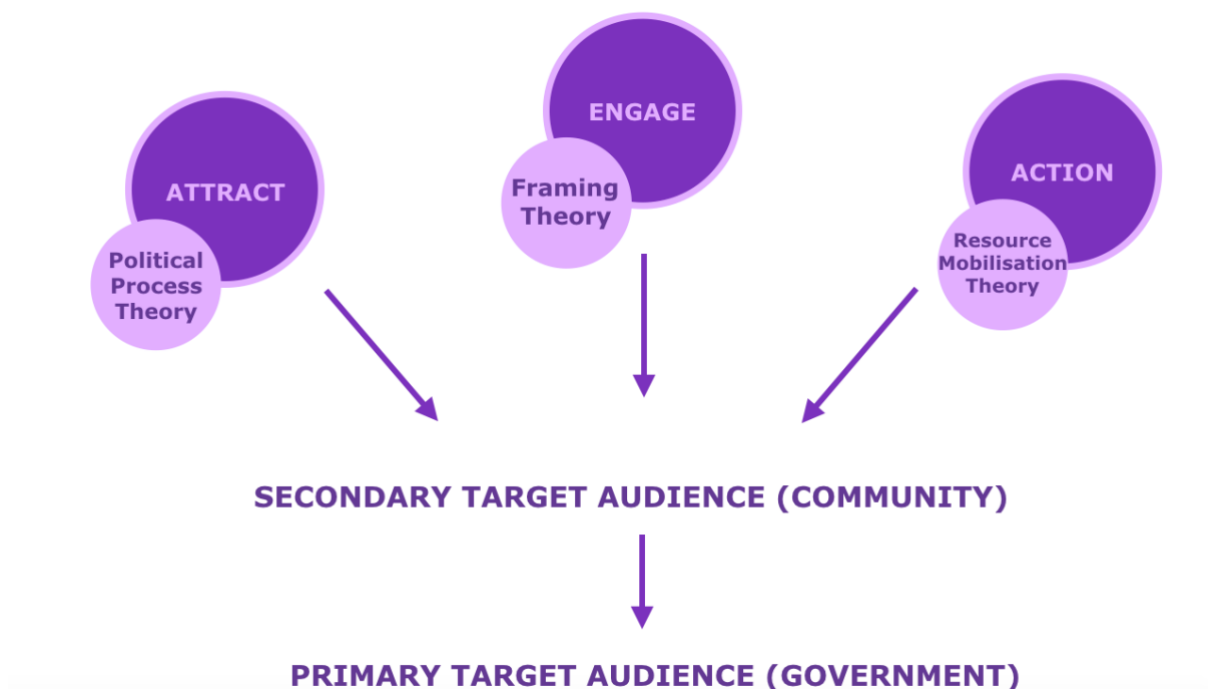 ATTRACT
Political
Process
Theory
ENGAGE
Framing
Theory
ACTION
Resource
Mobilisation
Theory
SECONDARY TARGET AUDIENCE (COMMUNITY)
PRIMARY TARGET AUDIENCE (GOVERNMENT)